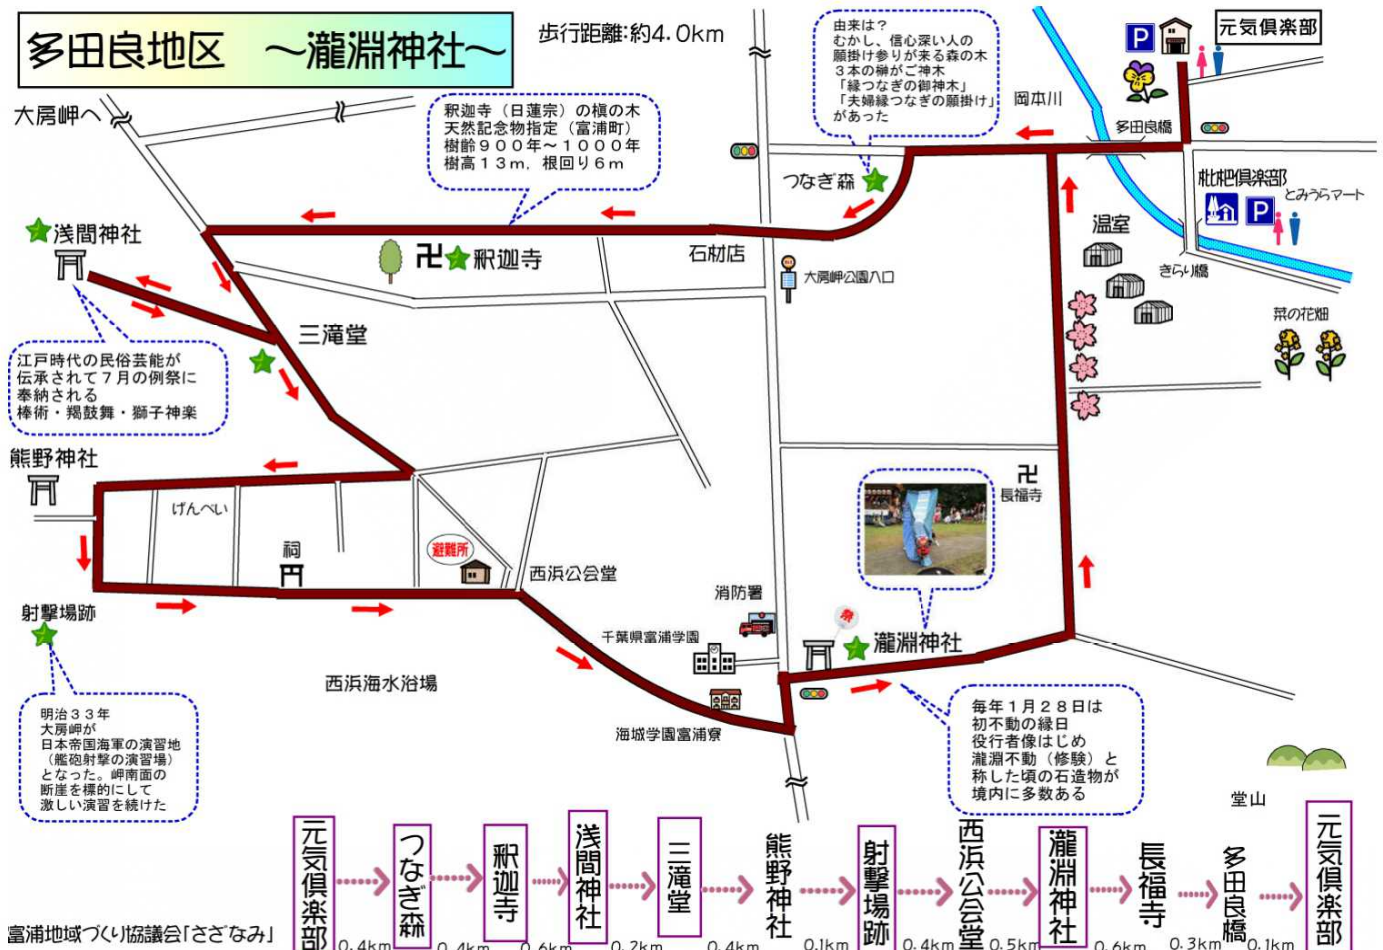 多田良地区　～瀧淵神社～
歩行距離:約4.0km
元気倶楽部
P
由来は？
むかし、信心深い人の
願掛け参りが来る森の木
３本の榊がご神木
「縁つなぎの御神木」
「夫婦縁つなぎの願掛け」
があった
岡本川
多田良橋
大房岬へ
釈迦寺（日蓮宗）の槇の木
天然記念物指定（富浦町）
樹齢９００年～１０００年
樹高１３ｍ，根回り６ｍ
つなぎ森
枇杷倶楽部
とみうらマート
P
温室
きらり橋
浅間神社
卍
釈迦寺
石材店
大房岬公園入口
菜の花畑
三滝堂
江戸時代の民俗芸能が
伝承されて７月の例祭に
奉納される
棒術・羯鼓舞・獅子神楽
熊野神社
げんべい
卍
長福寺
祠
避難所
西浜公会堂
消防署
射撃場跡
千葉県富浦学園
祭
瀧淵神社
西浜海水浴場
海城学園富浦寮
明治３３年
大房岬が
日本帝国海軍の演習地
（艦砲射撃の演習場）
となった。岬南面の
断崖を標的にして
激しい演習を続けた
毎年１月２８日は
初不動の縁日
役行者像はじめ
瀧淵不動（修験）と
称した頃の石造物が
境内に多数ある
堂山
元気倶楽部
0.4km
つなぎ森
0.4km
釈迦寺
0.6km
浅間神社
0.2km
三滝堂
0.4km
熊野神社
0.1km
射撃場跡
0.4km
西浜公会堂
0.5km
瀧淵神社
0.6km
長福寺
0.3km
多田良橋
0.1km
元気倶楽部
富浦地域づくり協議会「さざなみ」